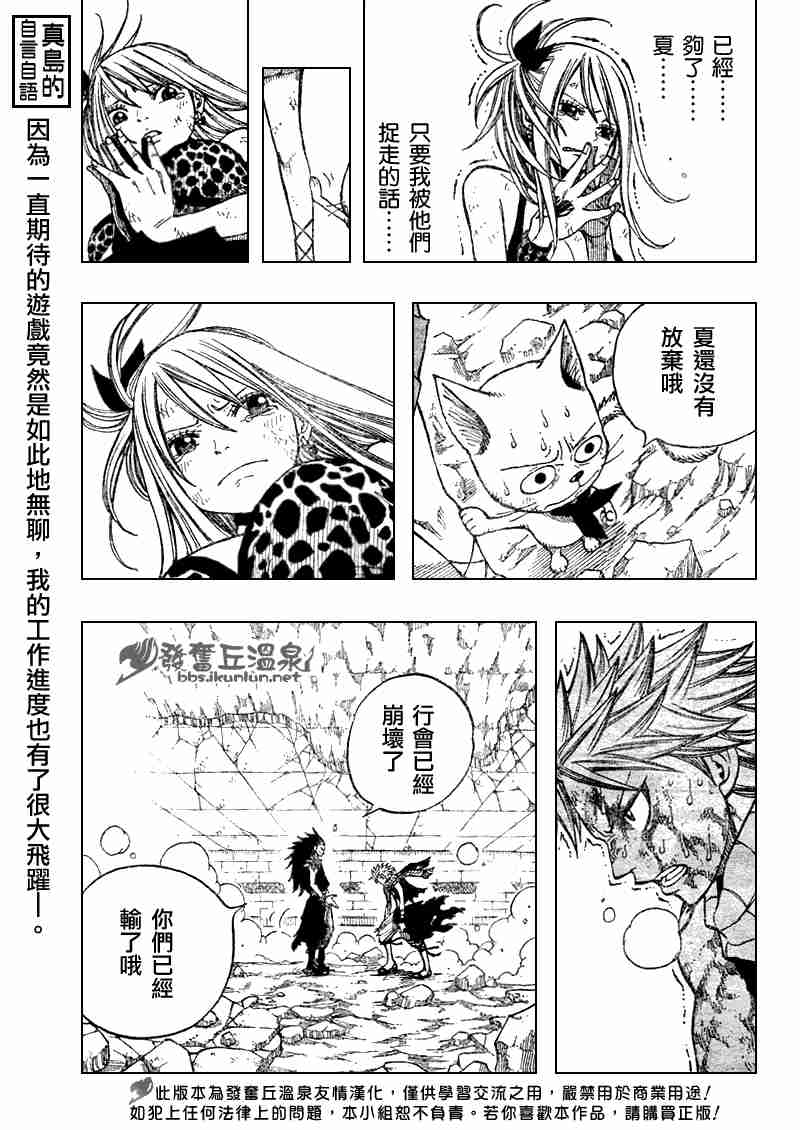 已經……
夠了……
夏……
只要我被他們
捉走的話……
夏還沒有
放棄哦
行會已經
崩壞了
你們已經
輸了哦
發奮丘溫泉
bbs.ikunlun.net
真島的
自言自語
因為一直期待的遊戲竟然是如此地無聊，我的工作進度也有了很大飛躍—。
此版本為發奮丘溫泉友情漢化，僅供學習交流之用，嚴禁用於商業用途！
如犯上任何法律上的問題，本小組恕不負責。若你喜歡本作品，請購買正版！